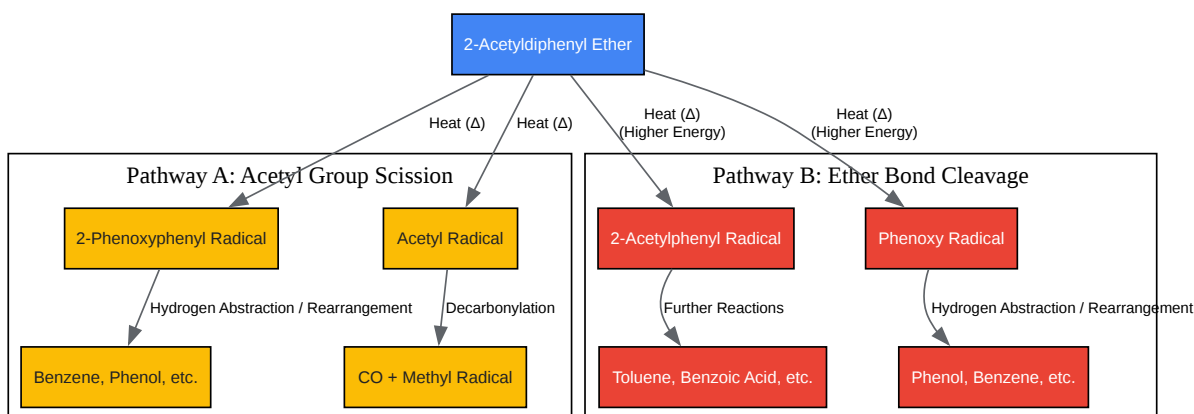 2-Acetyldiphenyl Ether
Heat (Δ)
Heat (Δ)
Heat (Δ)
(Higher Energy)
Heat (Δ)
(Higher Energy)
Pathway A: Acetyl Group Scission
Pathway B: Ether Bond Cleavage
2-Phenoxyphenyl Radical
Acetyl Radical
2-Acetylphenyl Radical
Phenoxy Radical
Hydrogen Abstraction / Rearrangement
Decarbonylation
Further Reactions
Hydrogen Abstraction / Rearrangement
Benzene, Phenol, etc.
CO + Methyl Radical
Toluene, Benzoic Acid, etc.
Phenol, Benzene, etc.